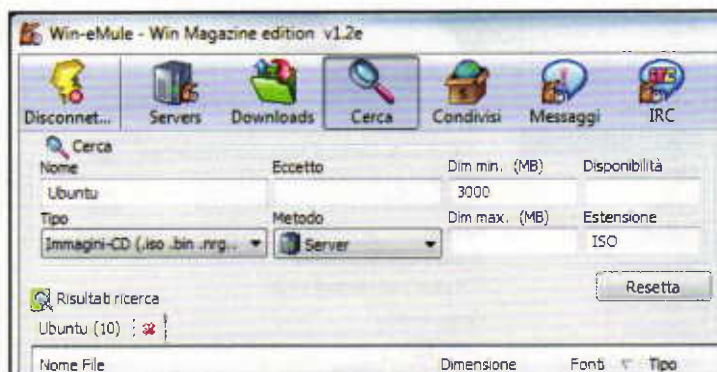 Win-eMule - Win Magazine edition v1.2e
Disconnet... Servers Downloads Cerca Condivisi Messaggi IRC
Cerca
Nome Eccetto Dim min. (MB) Disponibilità
Ubuntu 3000
Tipo Metodo Dim max. (MB) Estensione
Immagini-CD (.iso .bin .nrg.. Server ISO
Resetta
Risultati ricerca
Ubuntu (10)
Nome File Dimensione Fonti Tipo